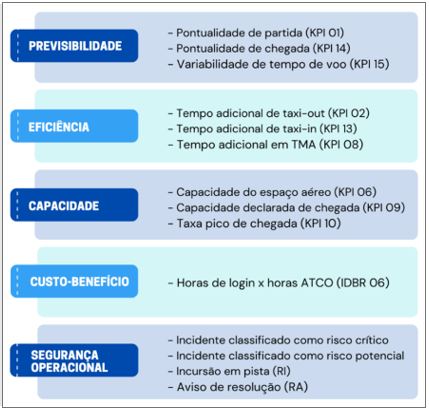 PREVISIBILIDADE
- Pontualidade de partida (KPI 01)
- Pontualidade de chegada (KPI 14)
- Variabilidade de tempo de voo (KPI 15)
EFICIÊNCIA
- Tempo adicional de taxi-out (KPI 02)
- Tempo adicional de taxi-in (KPI 13)
- Tempo adicional em TMA (KPI 08)
CAPACIDADE
- Capacidade do espaço aéreo (KPI 06)
- Capacidade declarada de chegada (KPI 09)
- Taxa pico de chegada (KPI 10)
CUSTO-BENEFÍCIO
- Horas de login x horas ATCO (IDBR 06)
SEGURANÇA
OPERACIONAL
- Incidente classificado como risco crítico
- Incidente classificado como risco potencial
- Incursão em pista (RI)
- Aviso de resolução (RA)